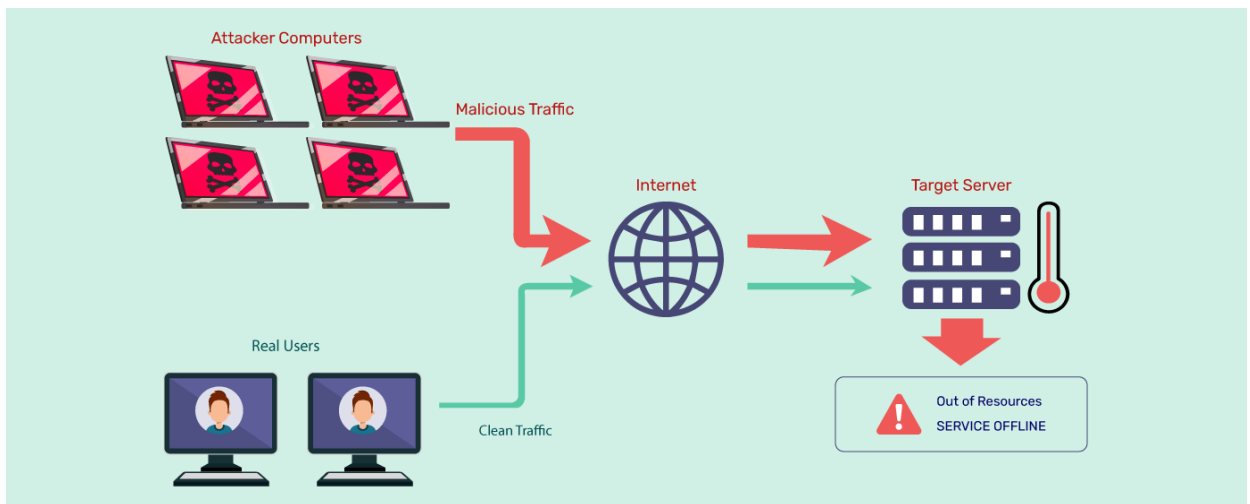 Attacker Computers
Malicious Traffic
Internet
Target Server
Real Users
Clean Traffic
Out of Resources
SERVICE OFFLINE